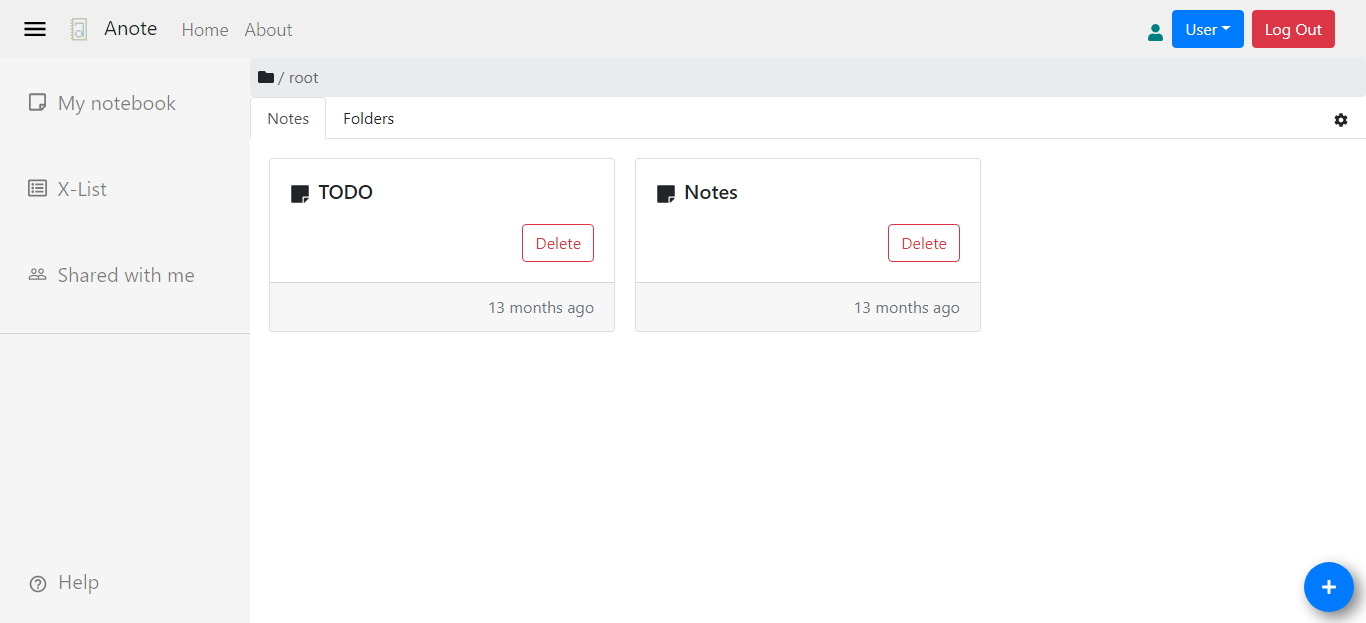 Anote Home About User Log Out
/ root
My notebook
Notes Folders
X-List
TODO Notes
Delete Delete
Shared with me
13 months ago 13 months ago
Help